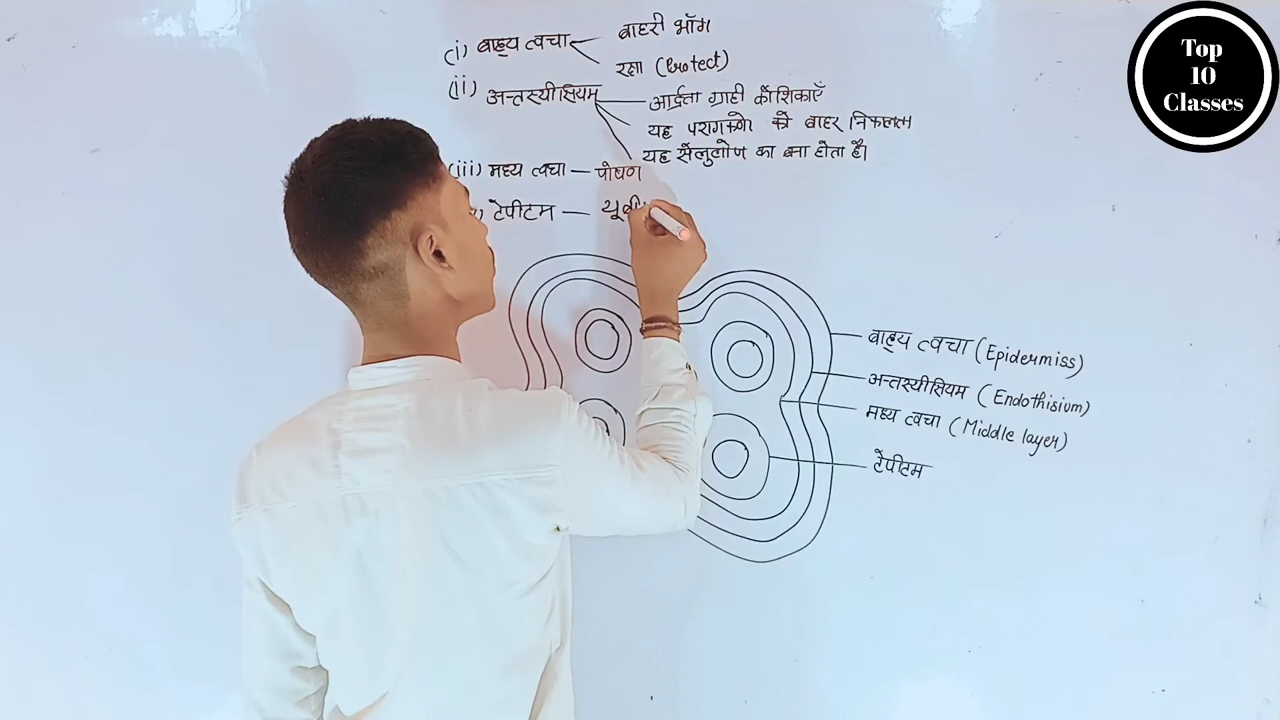 (i) बाह्य त्वचा
बाहरी भॉग
रक्षा (Protect)
(ii) अन्तस्थीसियम
आर्द्रता ग्राही कोशिकाएँ
यह परागकणो को बाहर निकालता
यह सेलुलोज का बना होता है।
(iii) मध्य त्वचा — पोषण
टेपीटम —
बाह्य त्वचा (Epidermiss)
अन्तस्थीसियम (Endothisium)
मध्य त्वचा (Middle layer)
टेपीटम
Top
10
Classes